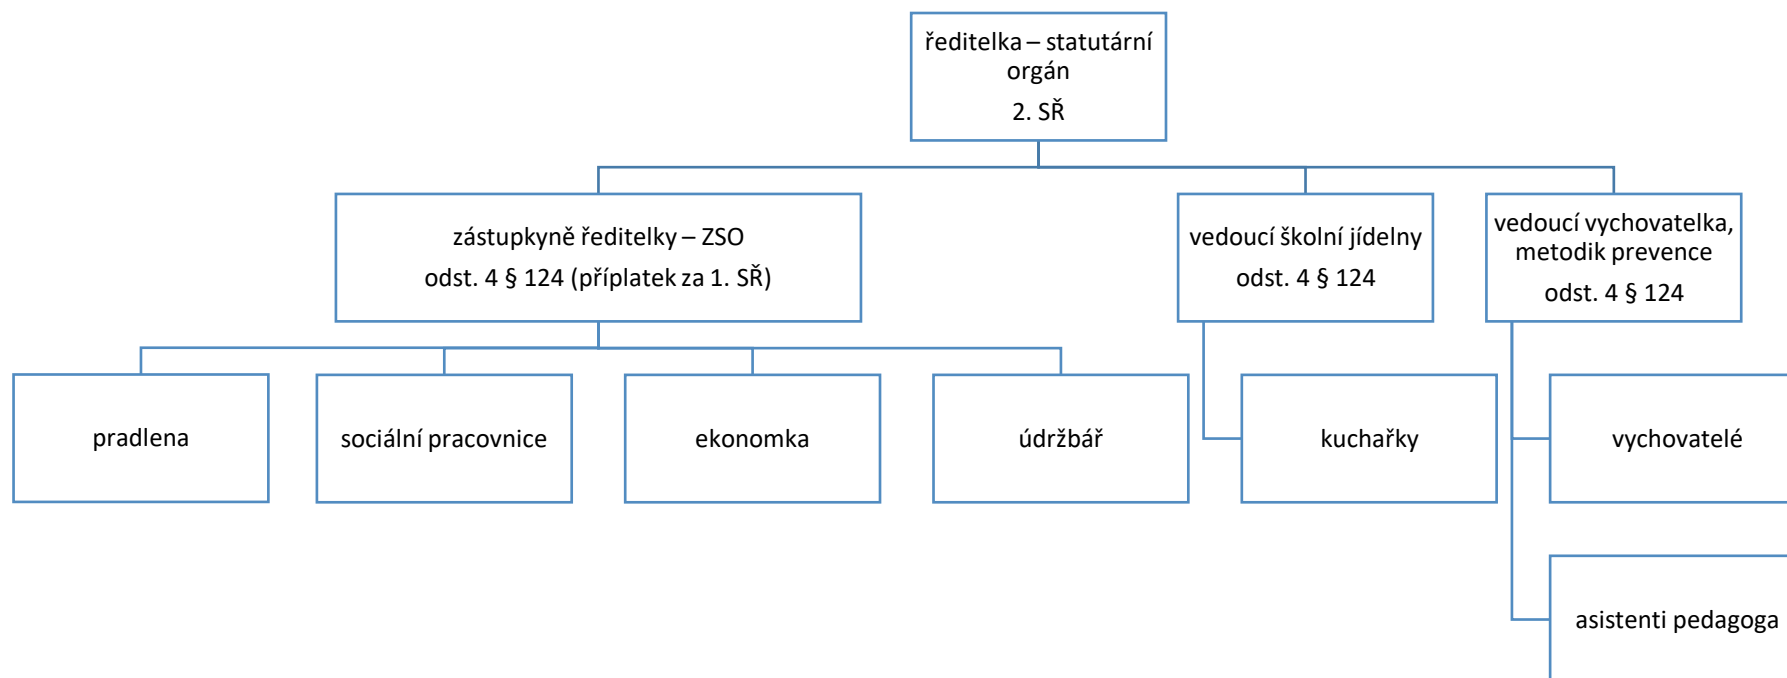 ředitelka – statutární
orgán
2. SŘ
zástupkyně ředitelky – ZSO
odst. 4 § 124 (příplatek za 1. SŘ)
vedoucí školní jídelny
odst. 4 § 124
vedoucí vychovatelka,
metodik prevence
odst. 4 § 124
pradlena
sociální pracovnice
ekonomka
údržbář
kuchařky
vychovatelé
asistenti pedagoga